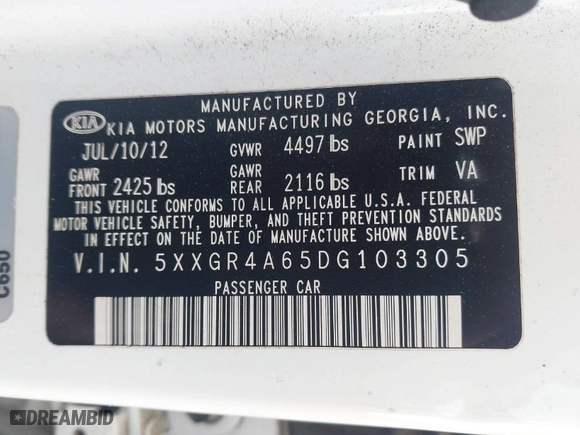 MANUFACTURED BY
KIA KIA MOTORS MANUFACTURING GEORGIA, INC.
JUL/10/12 GVWR 4497 lbs PAINT SWP
GAWR FRONT 2425 lbs GAWR REAR 2116 lbs TRIM VA
THIS VEHICLE CONFORMS TO ALL APPLICABLE U.S.A. FEDERAL
MOTOR VEHICLE SAFETY, BUMPER, AND THEFT PREVENTION STANDARDS
IN EFFECT ON THE DATE OF MANUFACTURE SHOWN ABOVE.
V.I.N. 5XXGR4A65DG103305
PASSENGER CAR
C650
DREAMBID